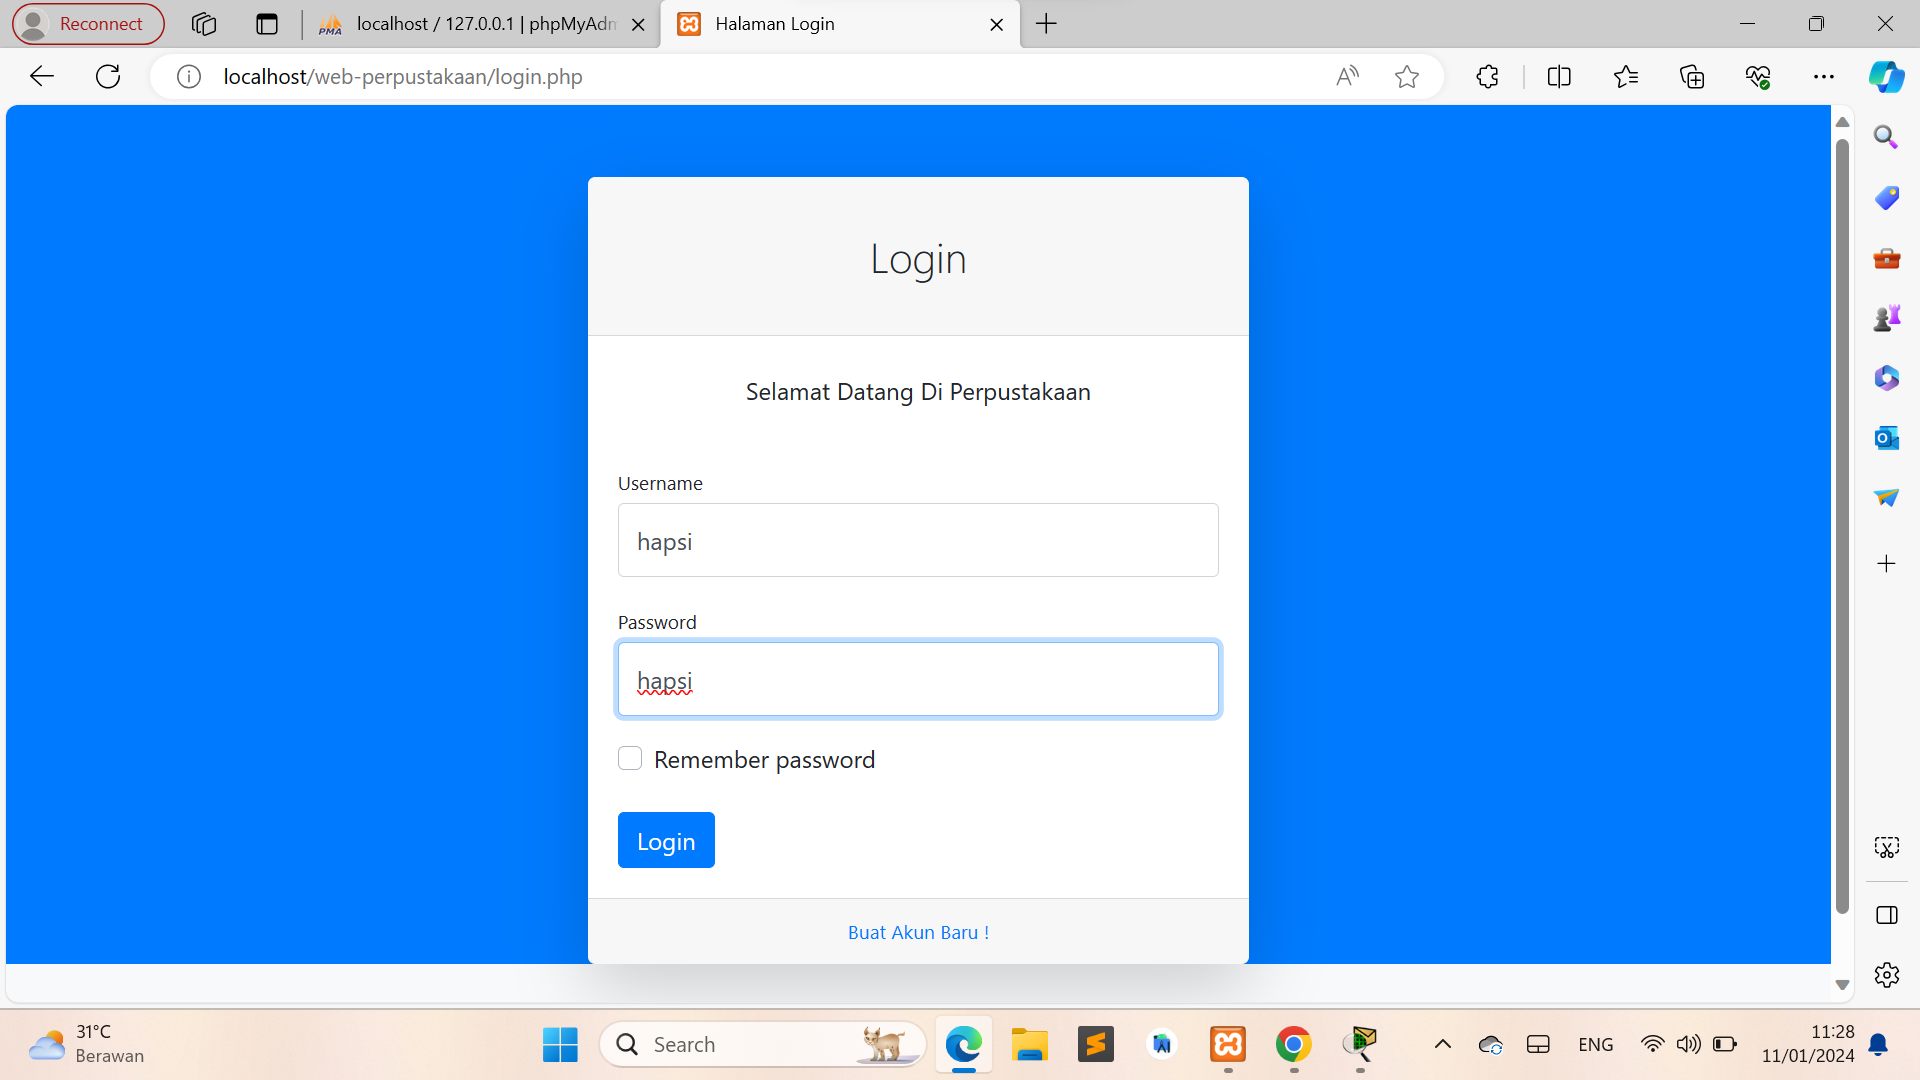 Reconnect
localhost / 127.0.0.1 | phpMyAdm
Halaman Login
localhost/web-perpustakaan/login.php
Login
Selamat Datang Di Perpustakaan
Username
hapsi
Password
hapsi
Remember password
Login
Buat Akun Baru !
31°C
Berawan
Search
ENG
11:28
11/01/2024